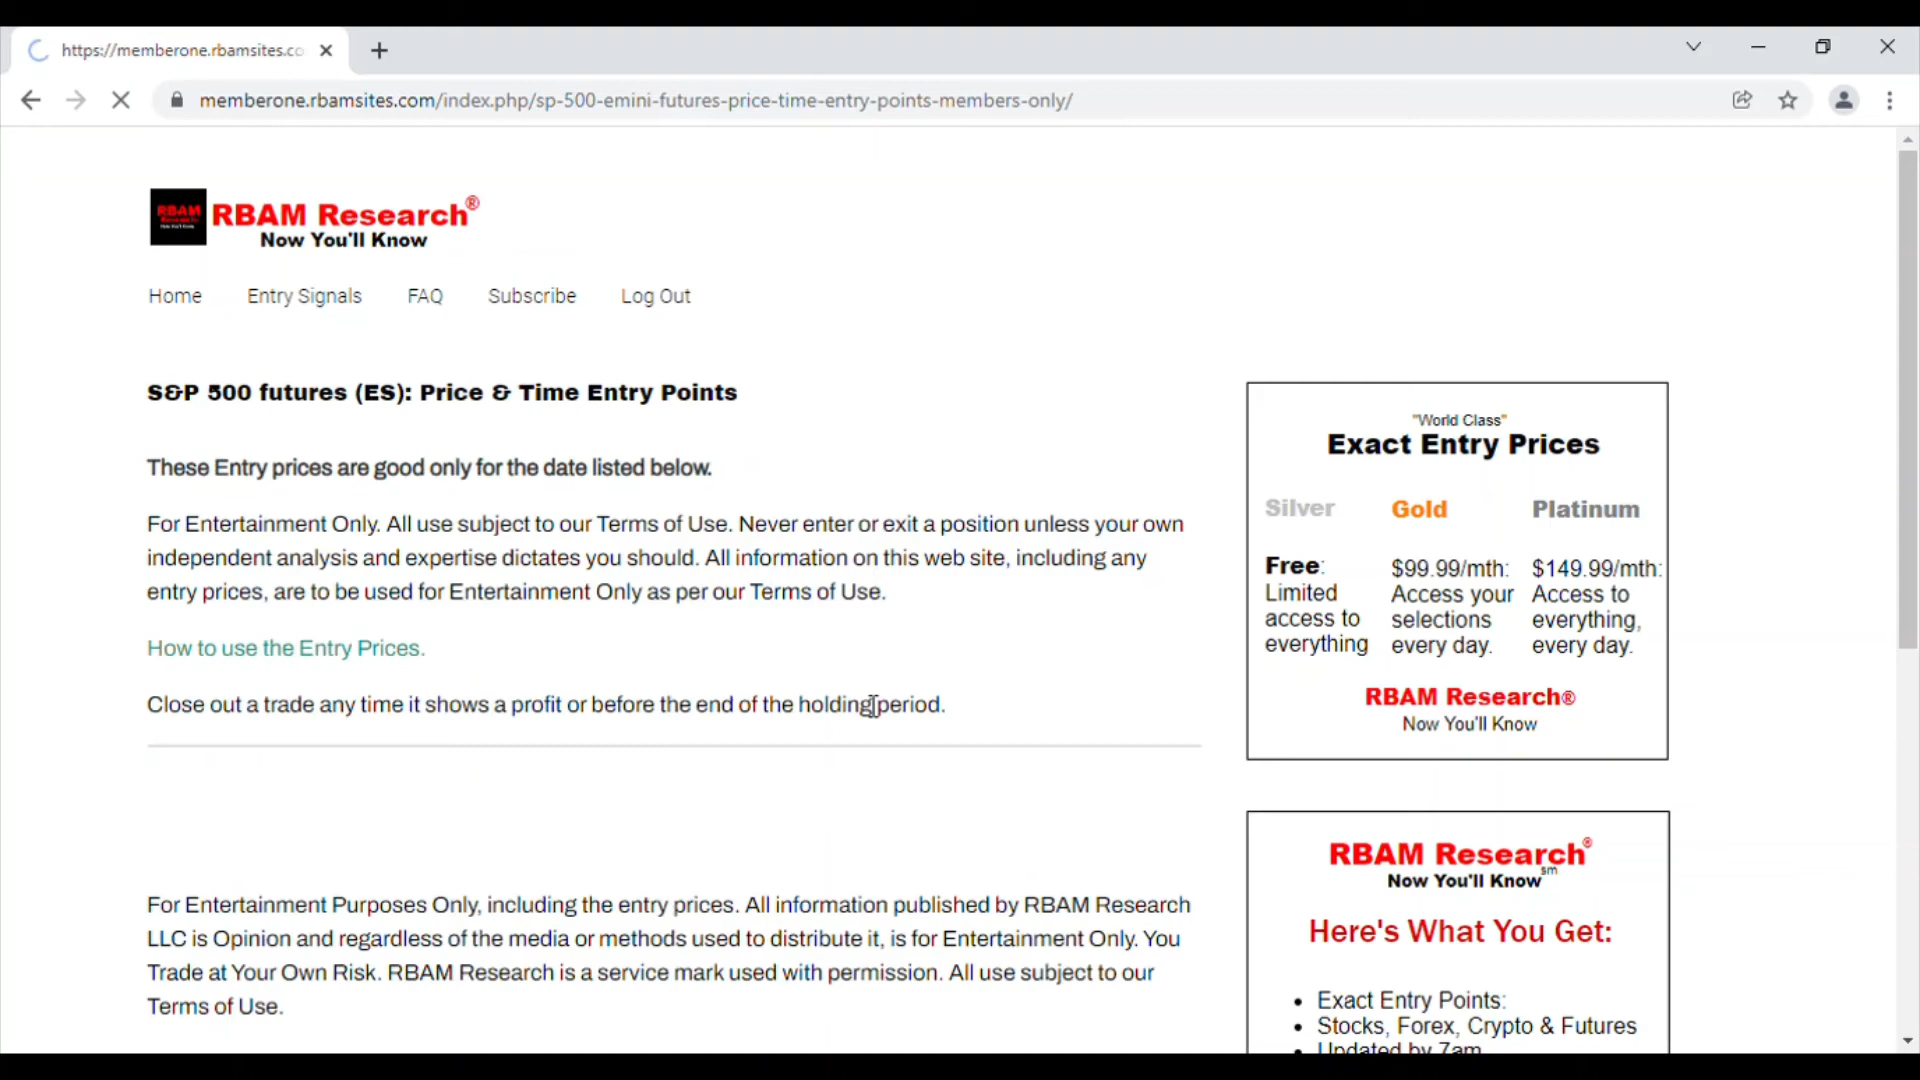 https://memberone.rbamsites.co
memberone.rbamsites.com/index.php/sp-500-emini-futures-price-time-entry-points-members-only/
RBAM Research®
Now You'll Know
Home Entry Signals FAQ Subscribe Log Out
S&P 500 futures (ES): Price & Time Entry Points
These Entry prices are good only for the date listed below.
For Entertainment Only. All use subject to our Terms of Use. Never enter or exit a position unless your own
independent analysis and expertise dictates you should. All information on this web site, including any
entry prices, are to be used for Entertainment Only as per our Terms of Use.
How to use the Entry Prices.
Close out a trade any time it shows a profit or before the end of the holding period.
For Entertainment Purposes Only, including the entry prices. All information published by RBAM Research
LLC is Opinion and regardless of the media or methods used to distribute it, is for Entertainment Only. You
Trade at Your Own Risk. RBAM Research is a service mark used with permission. All use subject to our
Terms of Use.
"World Class"
Exact Entry Prices
Silver Gold Platinum
Free: $99.99/mth: $149.99/mth:
Limited Access your Access to
access to selections everything,
everything every day. every day.
RBAM Research®
Now You'll Know
RBAM Research®
Now You'll Know℠
Here's What You Get:
• Exact Entry Points:
• Stocks, Forex, Crypto & Futures
• Updated by 7am